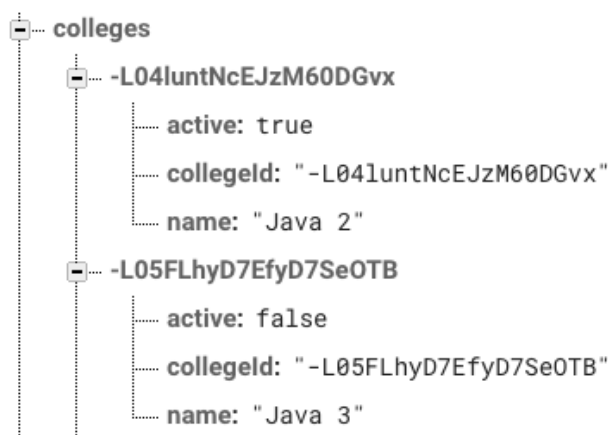 colleges
-L04luntNcEJzM60DGvx
active: true
collegeId: "-L04luntNcEJzM60DGvx"
name: "Java 2"
-L05FLhyD7EfyD7SeOTB
active: false
collegeId: "-L05FLhyD7EfyD7SeOTB"
name: "Java 3"